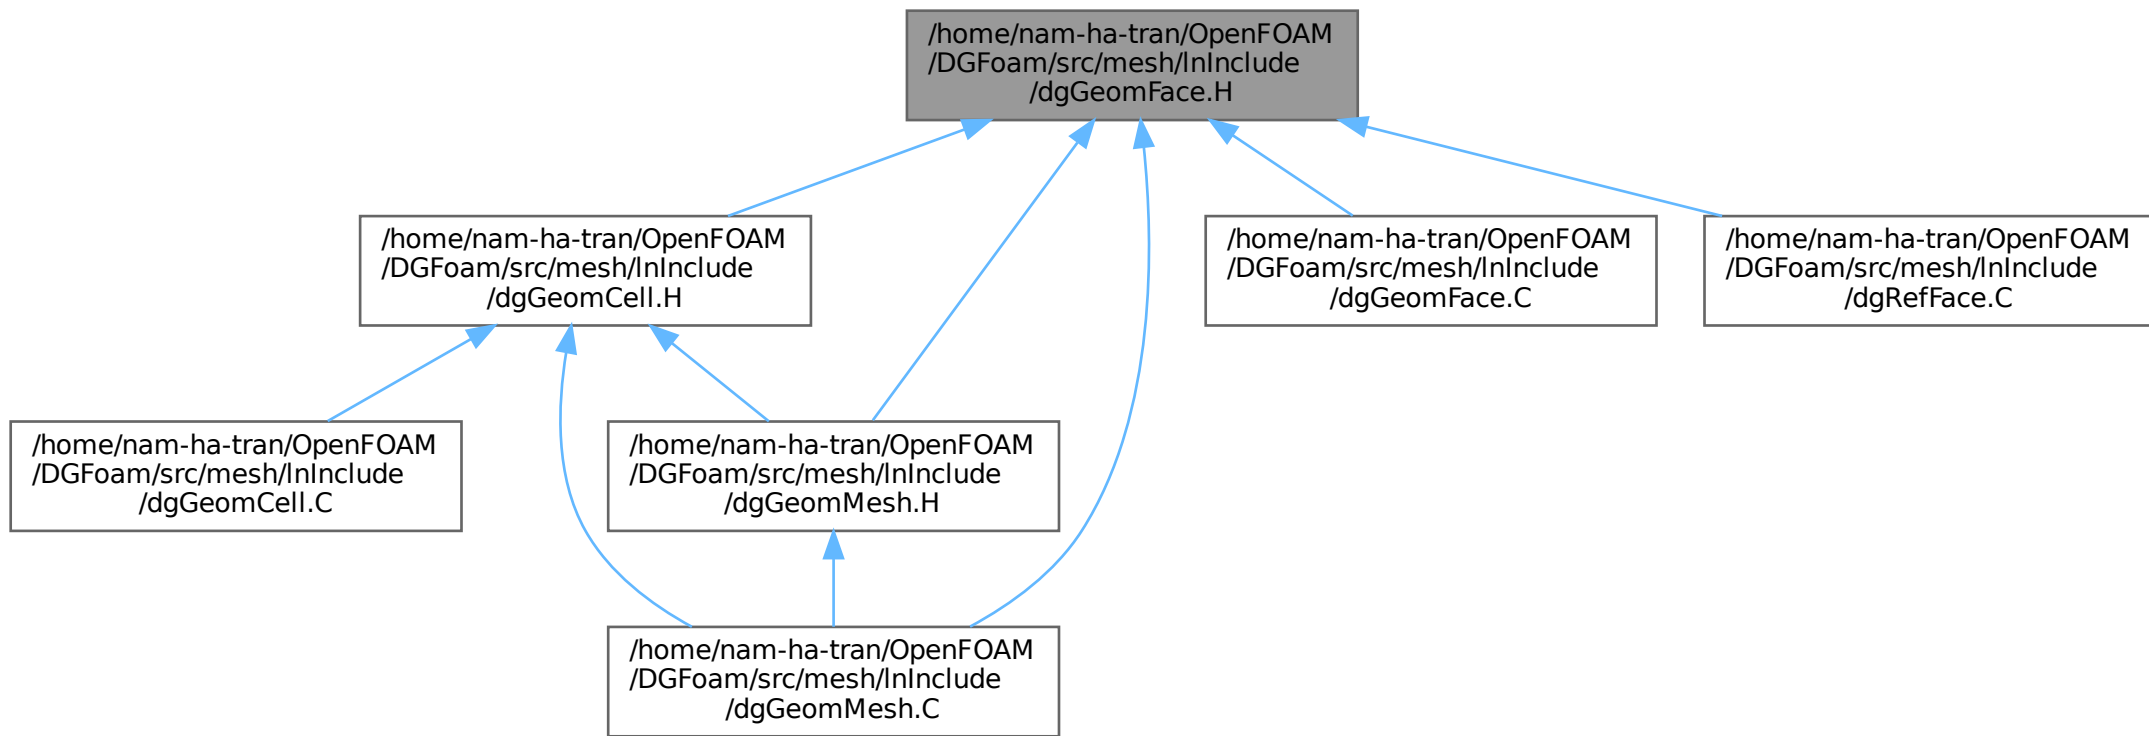 /home/nam-ha-tran/OpenFOAM
/DGFoam/src/mesh/lnInclude
/dgGeomFace.H
/home/nam-ha-tran/OpenFOAM
/DGFoam/src/mesh/lnInclude
/dgGeomCell.H
/home/nam-ha-tran/OpenFOAM
/DGFoam/src/mesh/lnInclude
/dgGeomFace.C
/home/nam-ha-tran/OpenFOAM
/DGFoam/src/mesh/lnInclude
/dgRefFace.C
/home/nam-ha-tran/OpenFOAM
/DGFoam/src/mesh/lnInclude
/dgGeomCell.C
/home/nam-ha-tran/OpenFOAM
/DGFoam/src/mesh/lnInclude
/dgGeomMesh.H
/home/nam-ha-tran/OpenFOAM
/DGFoam/src/mesh/lnInclude
/dgGeomMesh.C